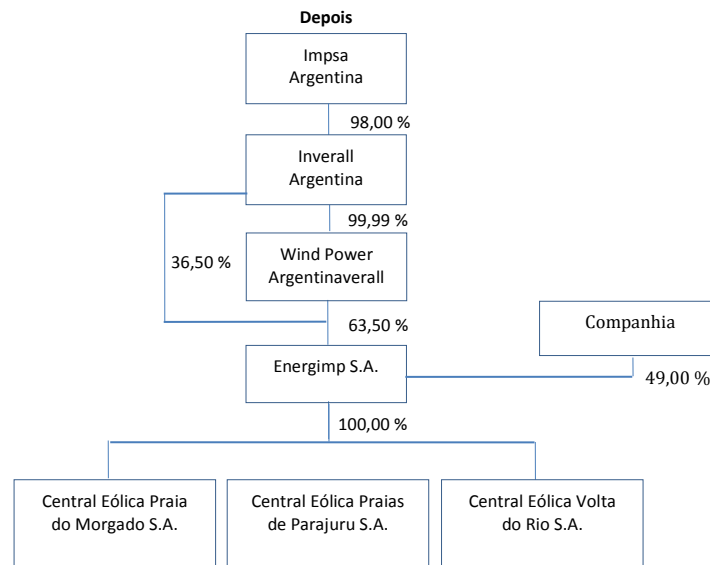 Depois
Impsa
Argentina
98,00 %
Inverall
Argentina
99,99 %
36,50 %
Wind Power
Argentinaverall
63,50 %
Companhia
Energimp S.A.
49,00 %
100,00 %
Central Eólica Praia
do Morgado S.A.
Central Eólica Praias
de Parajuru S.A.
Central Eólica Volta
do Rio S.A.